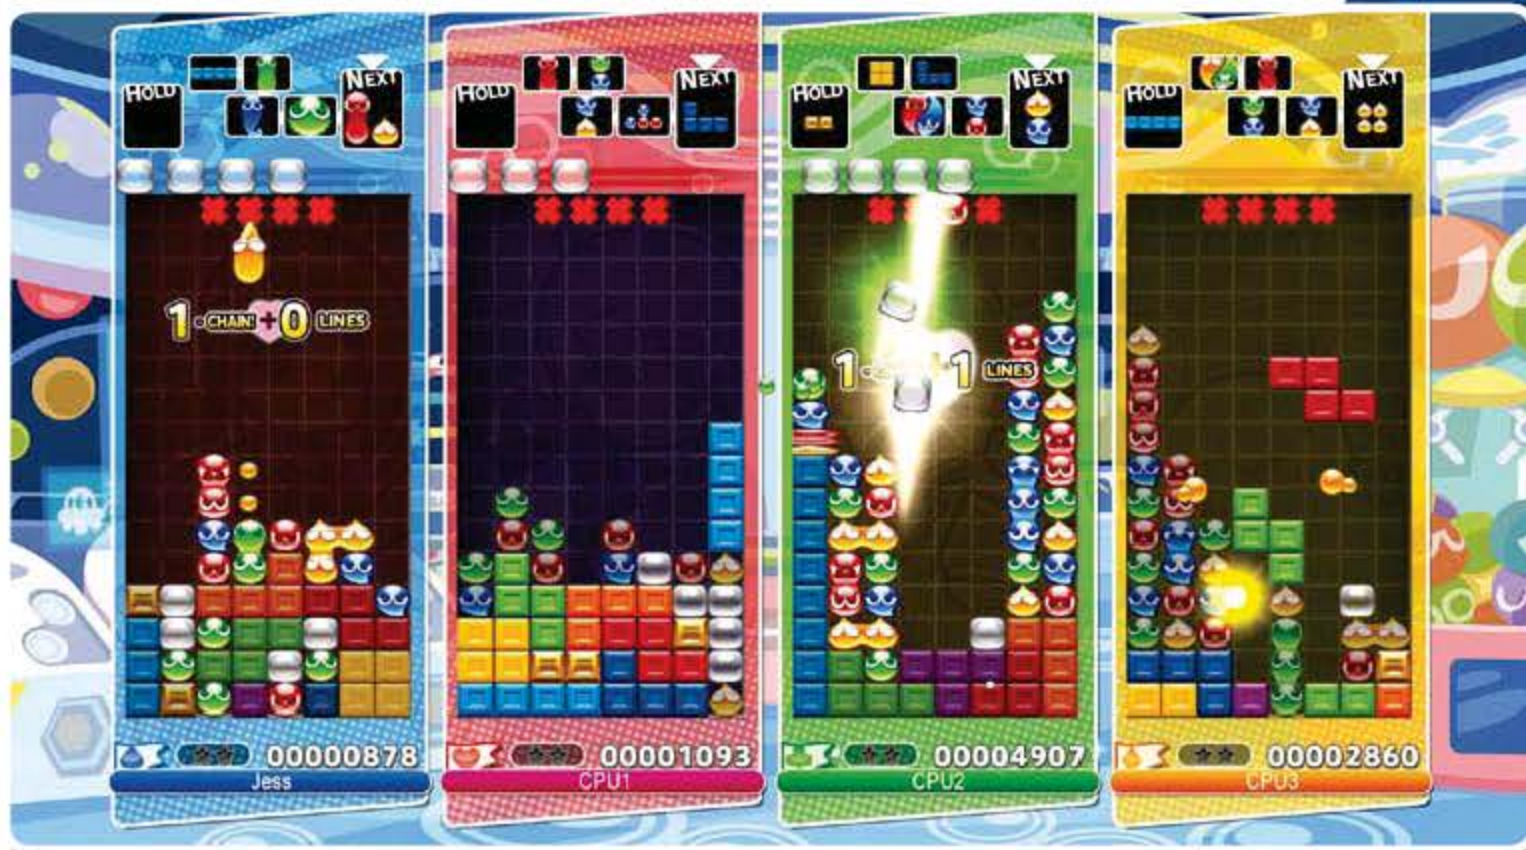 HOLD NEXT
1-CHAIN!+0 LINES
00000878
Jess
HOLD NEXT
00001093
CPU1
HOLD NEXT
1 1 LINES
00004907
CPU2
HOLD NEXT
00002860
CPU3